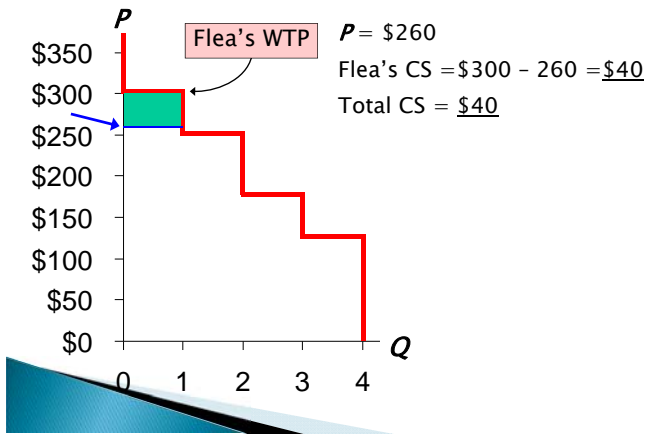 P
Flea's WTP
P = $260
Flea's CS =$300 – 260 =$40
Total CS = $40
$350
$300
$250
$200
$150
$100
$50
$0
Q
0 1 2 3 4